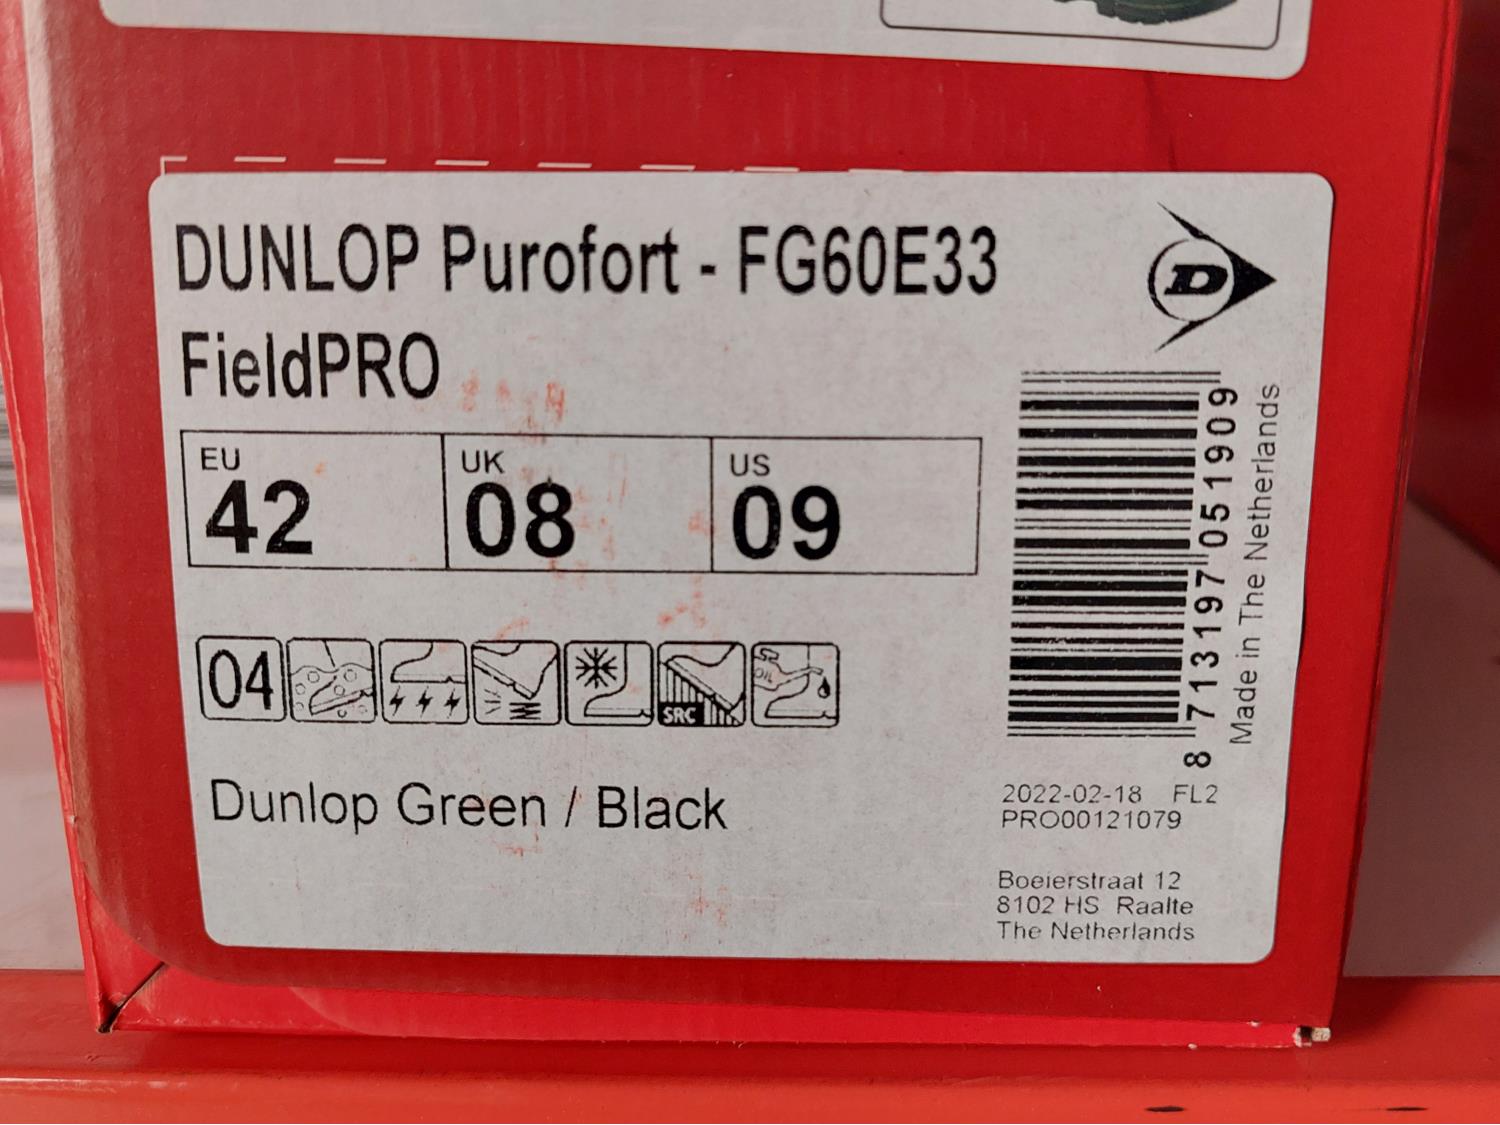 DUNLOP Purofort - FG60E33
FieldPRO
D
EU
42
UK
08
US
09
04
SRC
OIL
Dunlop Green / Black
8 713197 051909
Made in The Netherlands
2022-02-18 FL2
PRO00121079
Boeierstraat 12
8102 HS Raalte
The Netherlands